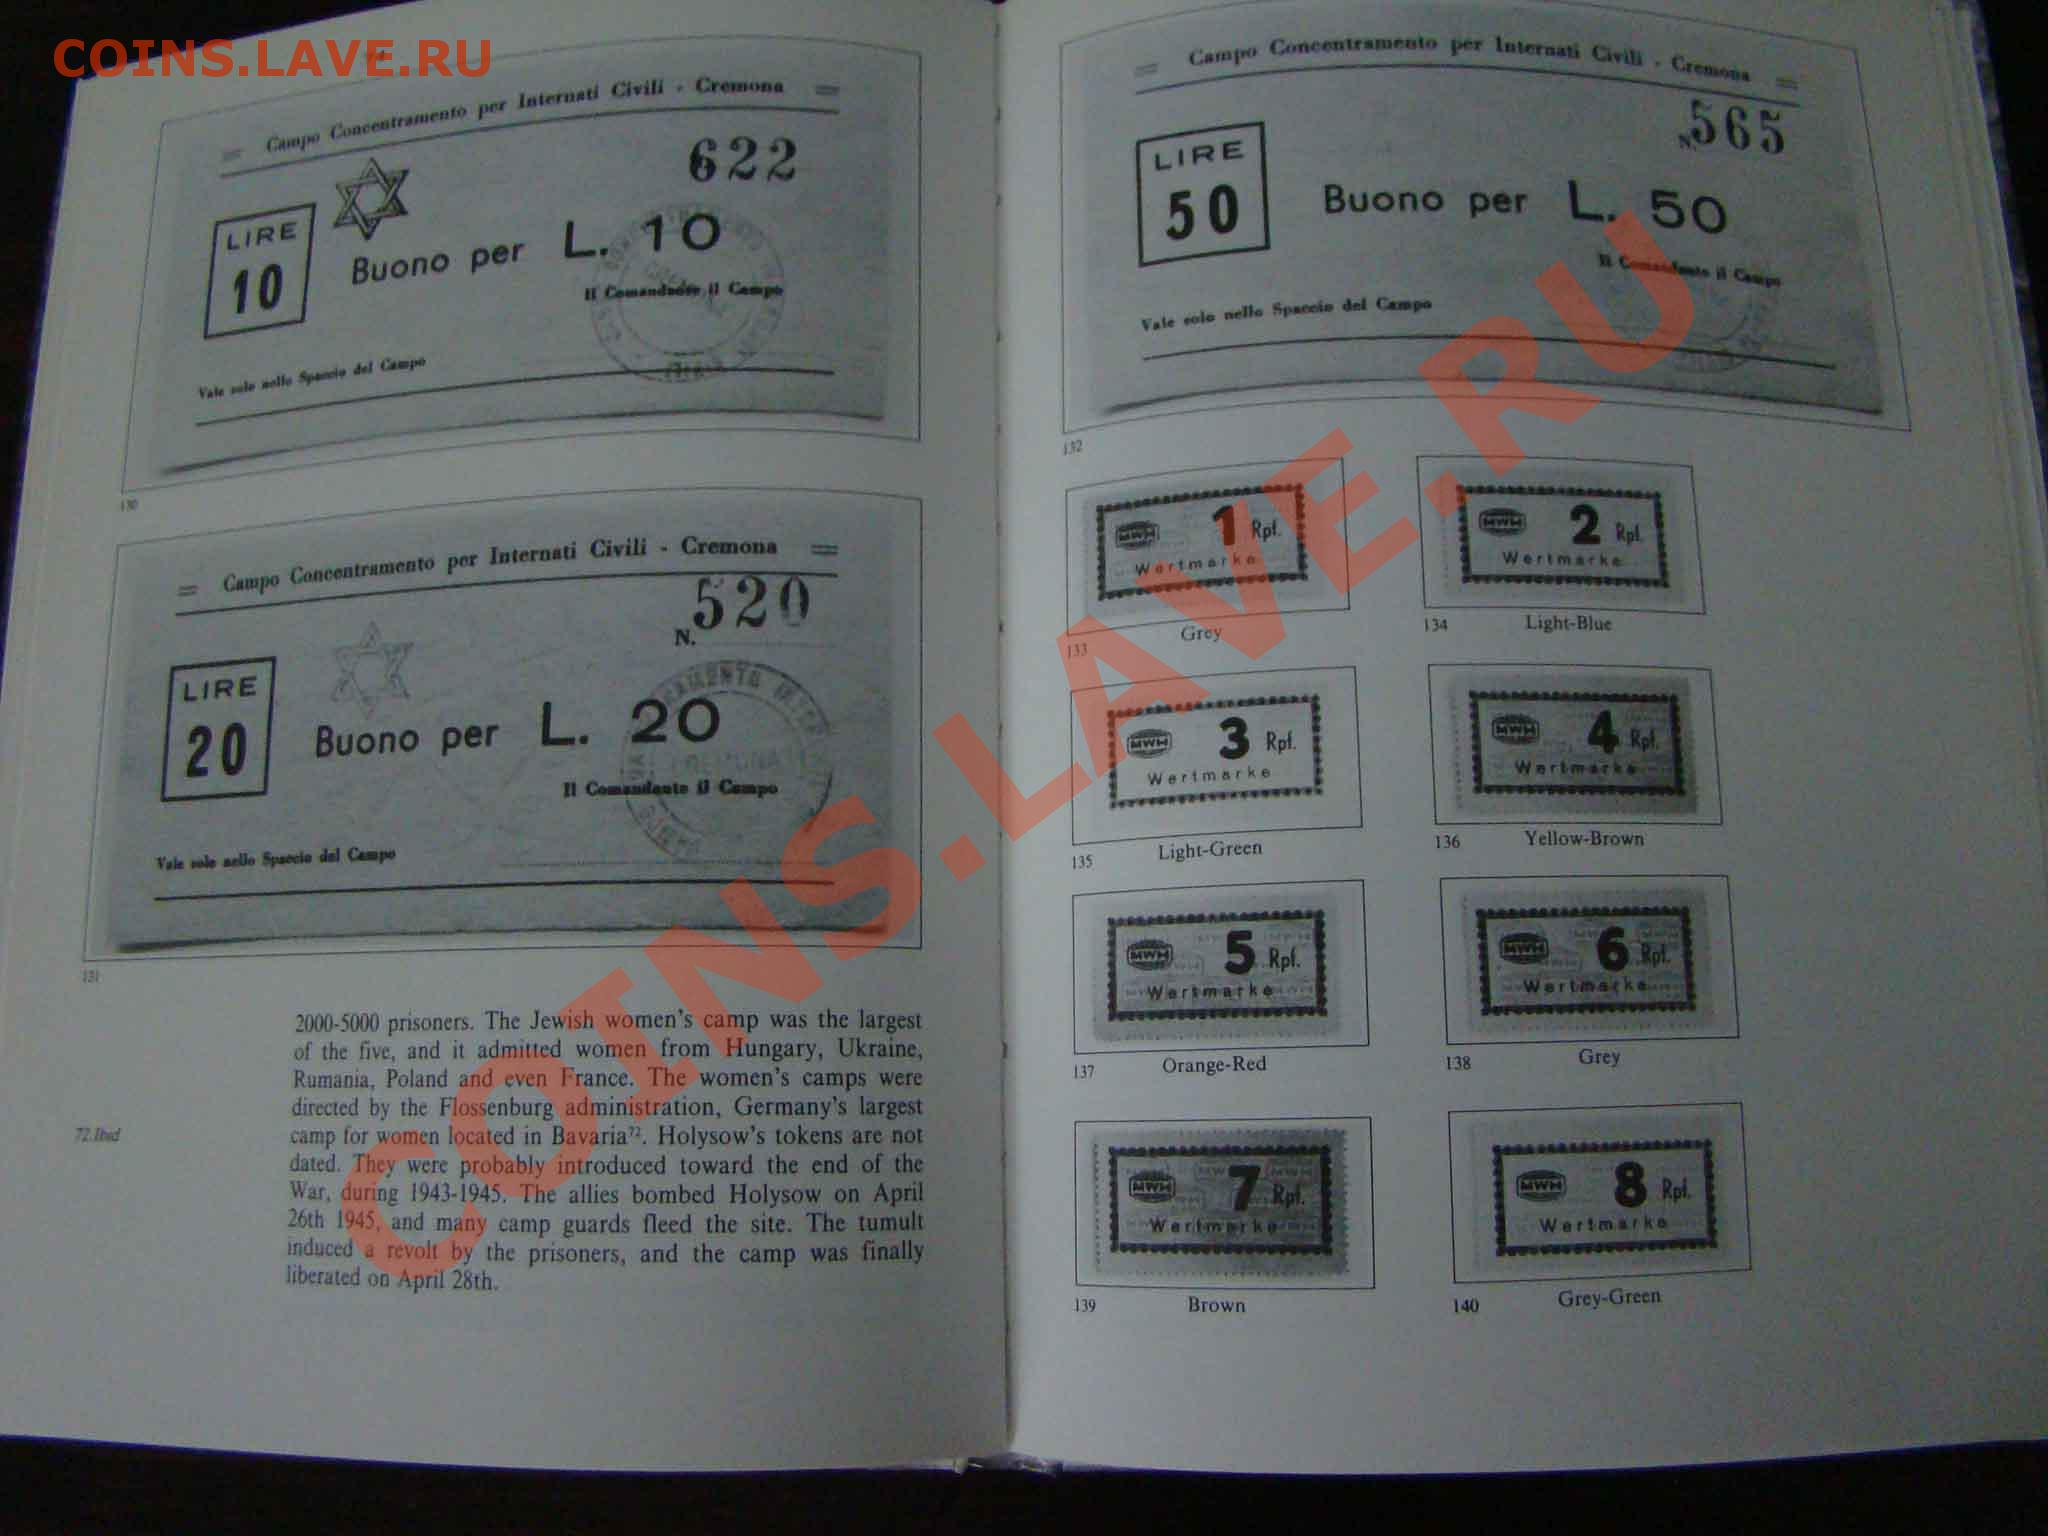 COINS.LAVE.RU
Campo Concentramento per Internati Civili - Cremona
622
LIRE
10
Buono per L. 10
Il Comandante il Campo
Vale solo nello Spaccio del Campo
130
Campo Concentramento per Internati Civili - Cremona
N. 520
LIRE
20
Buono per L. 20
CREMONA
Il Comandante il Campo
Vale solo nello Spaccio del Campo
131
2000-5000 prisoners. The Jewish women's camp was the largest
of the five, and it admitted women from Hungary, Ukraine,
Rumania, Poland and even France. The women's camps were
directed by the Flossenburg administration, Germany's largest
72.Ibid
camp for women located in Bavaria⁷². Holysow's tokens are not
dated. They were probably introduced toward the end of the
War, during 1943-1945. The allies bombed Holysow on April
26th 1945, and many camp guards fleed the site. The tumult
induced a revolt by the prisoners, and the camp was finally
liberated on April 28th.
Campo Concentramento per Internati Civili - Cremona
N. 565
LIRE
50
Buono per L. 50
Il Comandante il Campo
Vale solo nello Spaccio del Campo
132
MWH 1 Rpf.
Wertmarke
133 Grey
MWH 2 Rpf.
Wertmarke
134 Light-Blue
MWH 3 Rpf.
Wertmarke
135 Light-Green
MWH 4 Rpf.
Wertmarke
136 Yellow-Brown
MWH 5 Rpf.
Wertmarke
137 Orange-Red
MWH 6 Rpf.
Wertmarke
138 Grey
MWH 7 Rpf.
Wertmarke
139 Brown
MWH 8 Rpf.
Wertmarke
140 Grey-Green
COINS.LAVE.RU